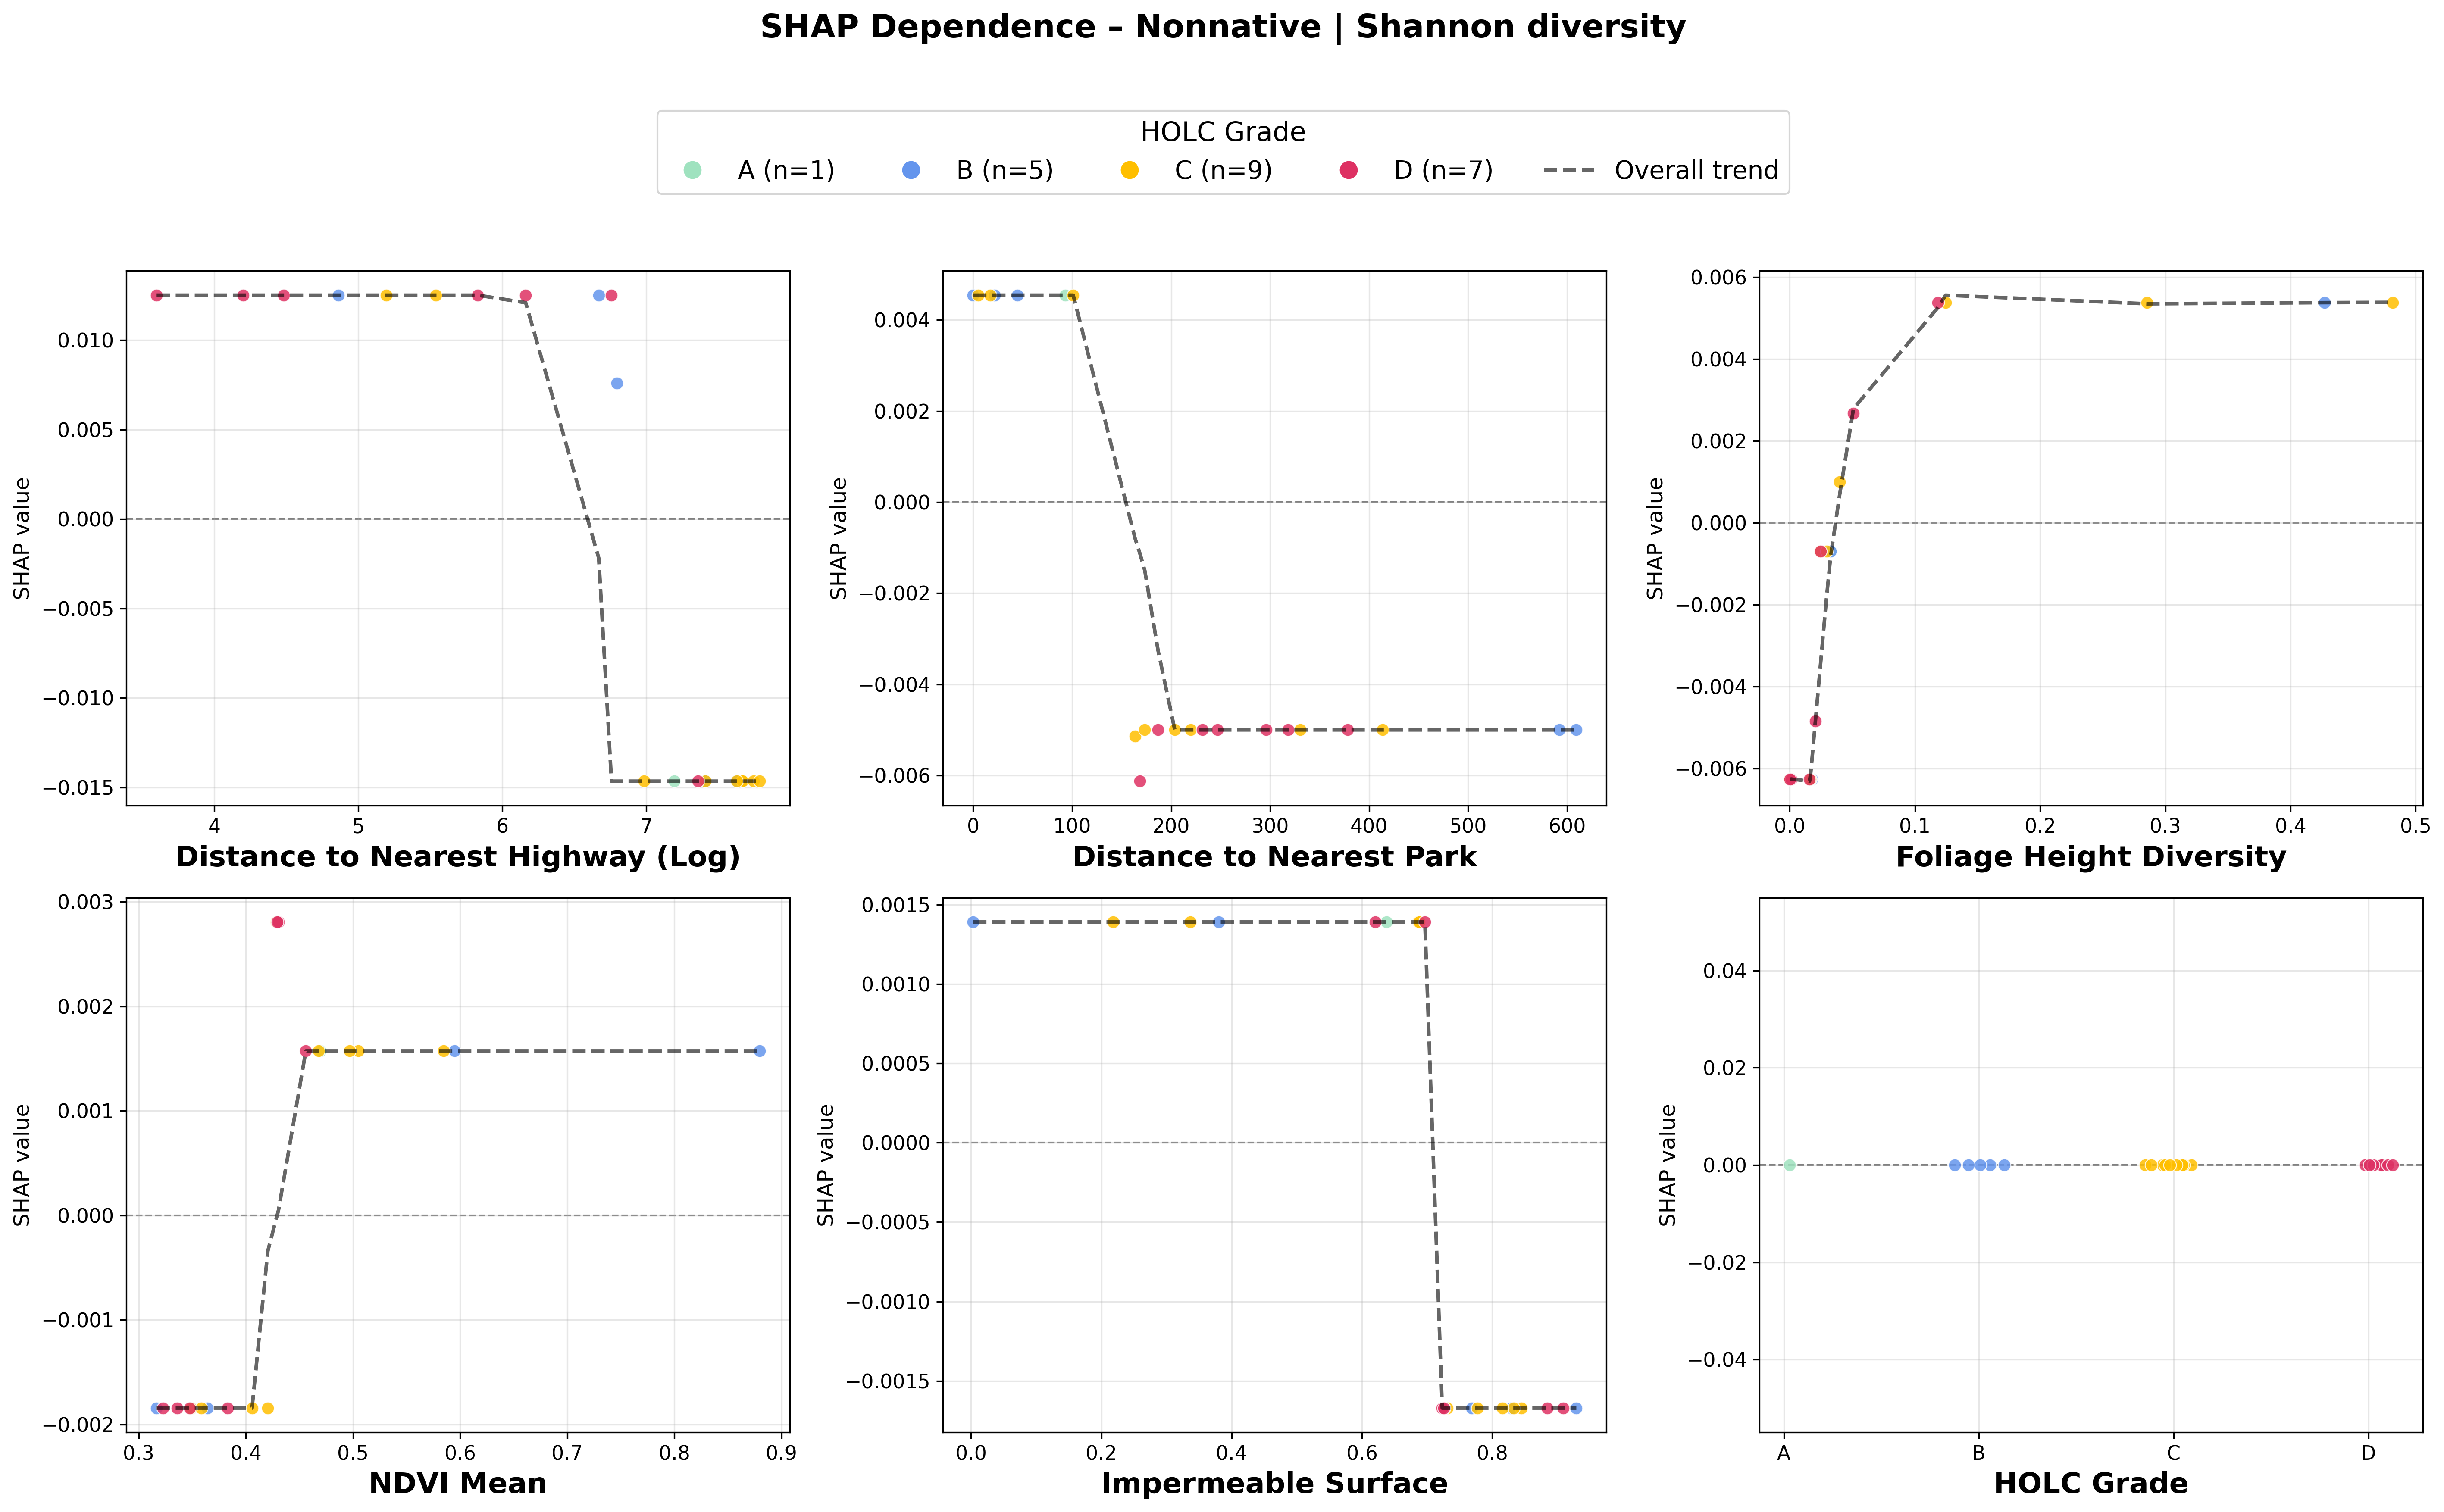 SHAP Dependence – Nonnative | Shannon diversity
HOLC Grade
A (n=1)
B (n=5)
C (n=9)
D (n=7)
Overall trend
SHAP value
0.010
0.005
0.000
−0.005
−0.010
−0.015
4
5
6
7
Distance to Nearest Highway (Log)
SHAP value
0.004
0.002
0.000
−0.002
−0.004
−0.006
0
100
200
300
400
500
600
Distance to Nearest Park
SHAP value
0.006
0.004
0.002
0.000
−0.002
−0.004
−0.006
0.0
0.1
0.2
0.3
0.4
0.5
Foliage Height Diversity
SHAP value
0.003
0.002
0.001
0.000
−0.001
−0.002
0.3
0.4
0.5
0.6
0.7
0.8
0.9
NDVI Mean
SHAP value
0.0015
0.0010
0.0005
0.0000
−0.0005
−0.0010
−0.0015
0.0
0.2
0.4
0.6
0.8
Impermeable Surface
SHAP value
0.04
0.02
0.00
−0.02
−0.04
A
B
C
D
HOLC Grade